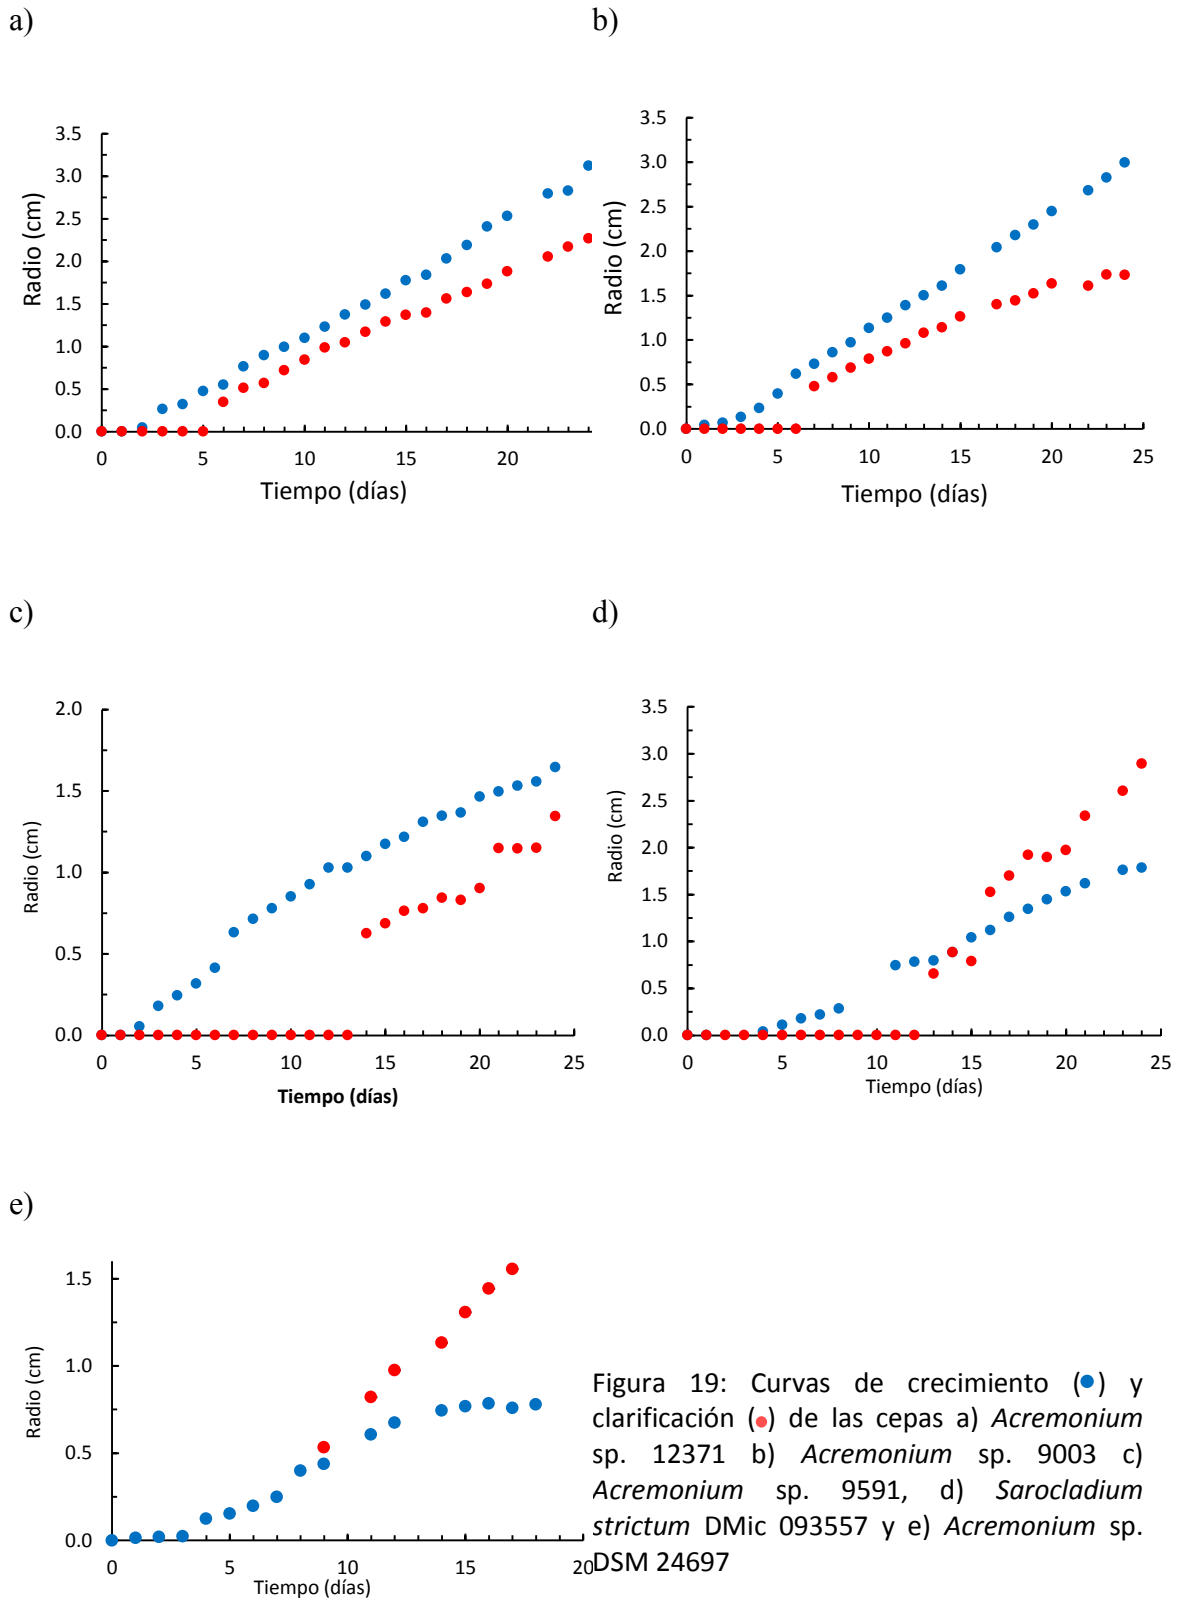 a)
b)
3.5
3.0
2.5
2.0
1.5
1.0
0.5
0.0
0 5 10 15 20
Radio (cm)
Tiempo (días)
3.5
3.0
2.5
2.0
1.5
1.0
0.5
0.0
0 5 10 15 20 25
Radio (cm)
Tiempo (días)
c)
d)
2.0
1.5
1.0
0.5
0.0
0 5 10 15 20 25
Radio (cm)
Tiempo (días)
3.5
3.0
2.5
2.0
1.5
1.0
0.5
0.0
0 5 10 15 20 25
Radio (cm)
Tiempo (días)
e)
1.5
1.0
0.5
0.0
0 5 10 15 20
Radio (cm)
Tiempo (días)
Figura 19: Curvas de crecimiento (●) y
clarificación (●) de las cepas a) Acremonium
sp. 12371 b) Acremonium sp. 9003 c)
Acremonium sp. 9591, d) Sarocladium
strictum DMic 093557 y e) Acremonium sp.
DSM 24697